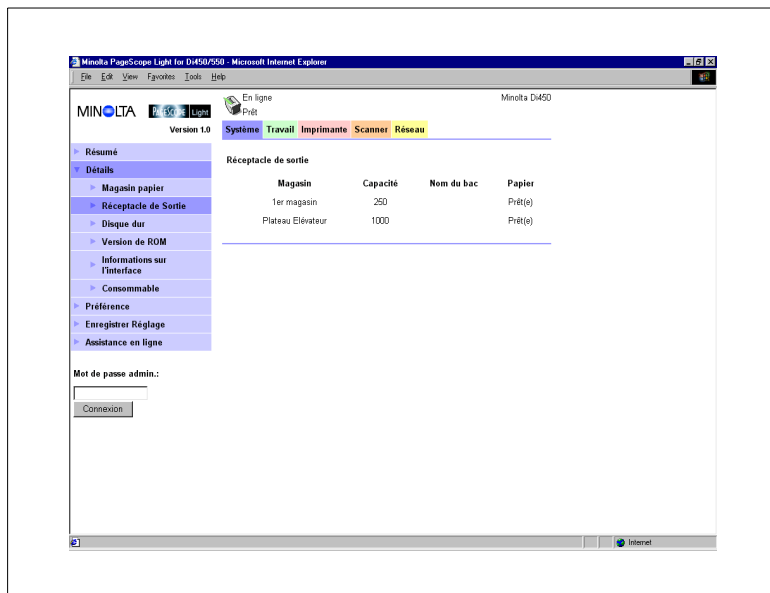 Minolta PageScope Light for Di450/550 - Microsoft Internet Explorer
File Edit View Favorites Tools Help
MINOLTA PAGESCOPE Light
Version 1.0
En ligne
Prêt
Minolta Di450
Système Travail Imprimante Scanner Réseau
Résumé
Détails
Magasin papier
Réceptacle de Sortie
Disque dur
Version de ROM
Informations sur
l'interface
Consommable
Préférence
Enregistrer Réglage
Assistance en ligne
Mot de passe admin.:
Connexion
Réceptacle de sortie
Magasin Capacité Nom du bac Papier
1er magasin 250 Prêt(e)
Plateau Elévateur 1000 Prêt(e)
Internet